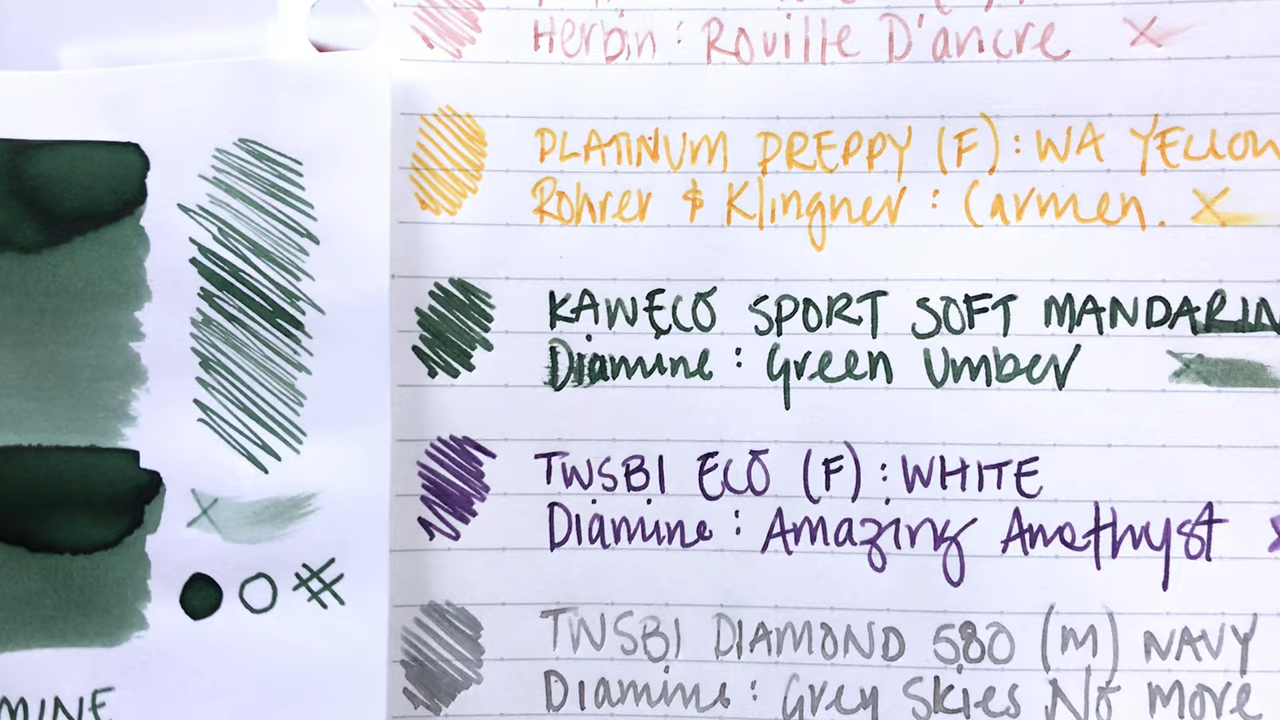 Herbin: Rouille D'ancre
PLATINUM PREPPY (F): WA YELLOW
Rohrer & Klingner: Carmen.
KAWECO SPORT SOFT MANDARIN
Diamine: Green Umber
TWSBI ECO (F): WHITE
Diamine: Amazing Amethyst
TWSBI DIAMOND 580 (M) NAVY
Diamine: Grey Skies No More
MINE